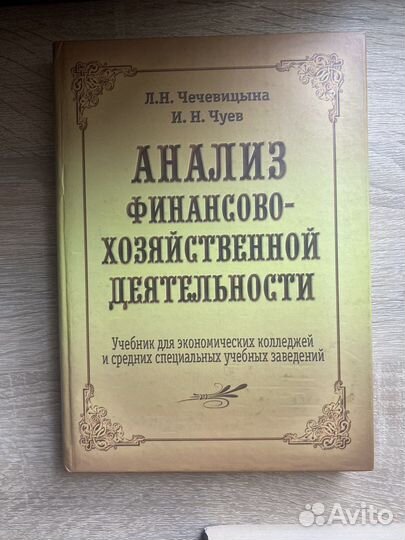 Л.Н. Чечевицына
И. Н. Чуев
АНАЛИЗ
ФИНАНСОВО-
ХОЗЯЙСТВЕННОЙ
ДЕЯТЕЛЬНОСТИ
Учебник для экономических колледжей
и средних специальных учебных заведений
Avito